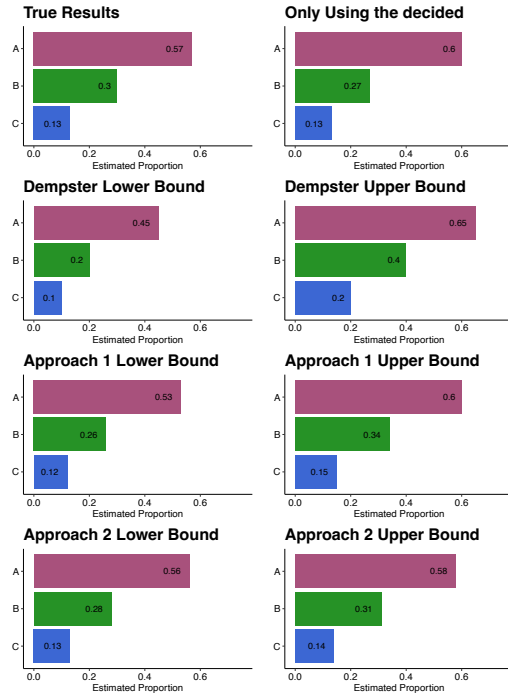 True Results
A
0.57
B
0.3
C
0.13
0.0 0.2 0.4 0.6
Estimated Proportion
Only Using the decided
A
0.6
B
0.27
C
0.13
0.0 0.2 0.4 0.6
Estimated Proportion
Dempster Lower Bound
A
0.45
B
0.2
C
0.1
0.0 0.2 0.4 0.6
Estimated Proportion
Dempster Upper Bound
A
0.65
B
0.4
C
0.2
0.0 0.2 0.4 0.6
Estimated Proportion
Approach 1 Lower Bound
A
0.53
B
0.26
C
0.12
0.0 0.2 0.4 0.6
Estimated Proportion
Approach 1 Upper Bound
A
0.6
B
0.34
C
0.15
0.0 0.2 0.4 0.6
Estimated Proportion
Approach 2 Lower Bound
A
0.56
B
0.28
C
0.13
0.0 0.2 0.4 0.6
Estimated Proportion
Approach 2 Upper Bound
A
0.58
B
0.31
C
0.14
0.0 0.2 0.4 0.6
Estimated Proportion